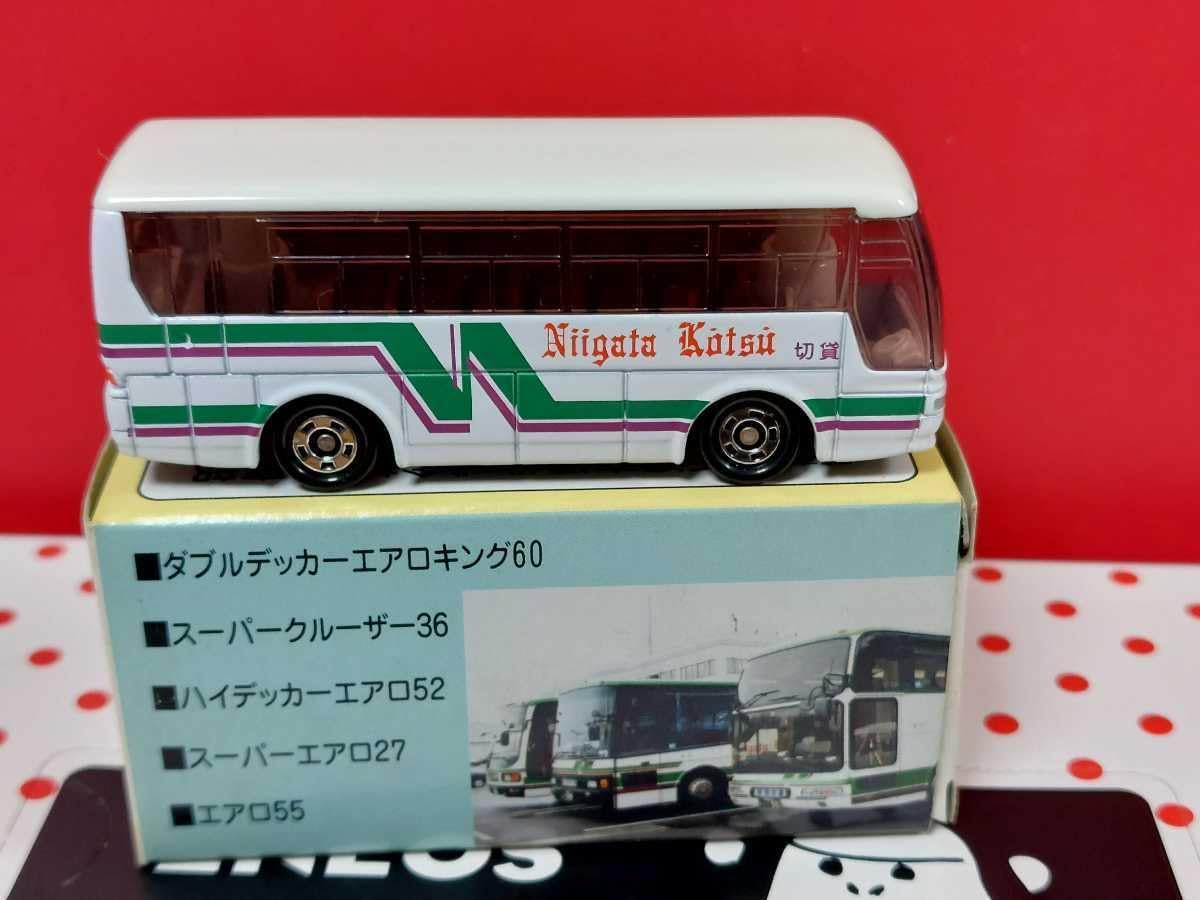 Niigata Kōtsū
切貸
■ダブルデッカーエアロキング60
■スーパークルーザー36
■ハイデッカーエアロ52
■スーパーエアロ27
■エアロ55
ENEOS